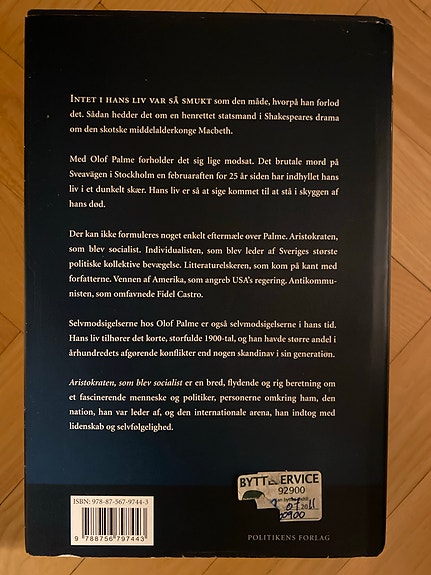 INTET I HANS LIV VAR SÅ SMUKT som den måde, hvorpå han forlod
det. Sådan hedder det om en henrettet statsmand i Shakespeares drama
om den skotske middelalderkonge Macbeth.
Med Olof Palme forholder det sig lige modsat. Det brutale mord på
Sveavägen i Stockholm en februaraften for 25 år siden har indhyllet hans
liv i et dunkelt skær. Hans liv er så at sige kommet til at stå i skyggen af
hans død.
Der kan ikke formuleres noget enkelt eftermæle over Palme. Aristokraten,
som blev socialist. Individualisten, som blev leder af Sveriges største
politiske kollektive bevægelse. Litteraturelskeren, som kom på kant med
forfatterne. Vennen af Amerika, som angreb USA's regering. Antikommu-
nisten, som omfavnede Fidel Castro.
Selvmodsigelserne hos Olof Palme er også selvmodsigelserne i hans tid.
Hans liv tilhører det korte, storfulde 1900-tal, og han havde større andel i
århundredets afgørende konflikter end nogen skandinav i sin generation.
Aristokraten, som blev socialist er en bred, flydende og rig beretning om
et fascinerende menneske og politiker, personerne omkring ham, den
nation, han var leder af, og den internationale arena, han indtog med
lidenskab og selvfølgelighed.
ISBN: 978-87-567-9744-3
9 788756 797443
BYTTE ERVICE
92900
07 2011
POLITIKENS FORLAG